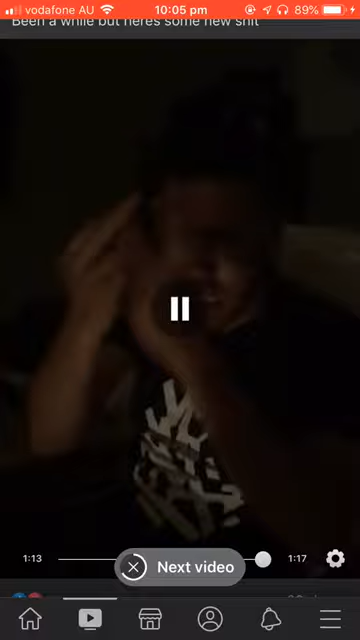 vodafone AU 10:05 pm 89%
Been a while but heres some new shit
1:13 1:17
Next video